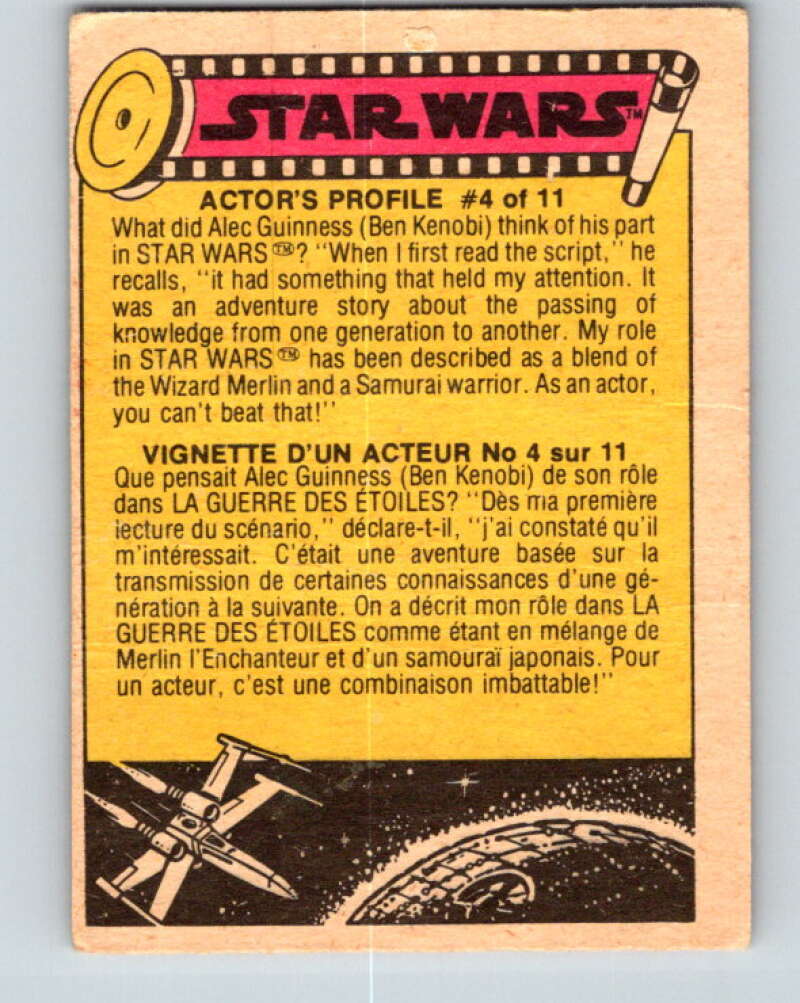 STAR WARS™
ACTOR'S PROFILE #4 of 11
What did Alec Guinness (Ben Kenobi) think of his part
in STAR WARS™? "When I first read the script," he
recalls, "it had something that held my attention. It
was an adventure story about the passing of
knowledge from one generation to another. My role
in STAR WARS™ has been described as a blend of
the Wizard Merlin and a Samurai warrior. As an actor,
you can't beat that!"
VIGNETTE D'UN ACTEUR No 4 sur 11
Que pensait Alec Guinness (Ben Kenobi) de son rôle
dans LA GUERRE DES ÉTOILES? "Dès ma première
lecture du scénario," déclare-t-il, "j'ai constaté qu'il
m'intéressait. C'était une aventure basée sur la
transmission de certaines connaissances d'une gé-
nération à la suivante. On a décrit mon rôle dans LA
GUERRE DES ÉTOILES comme étant en mélange de
Merlin l'Enchanteur et d'un samouraï japonais. Pour
un acteur, c'est une combinaison imbattable!"